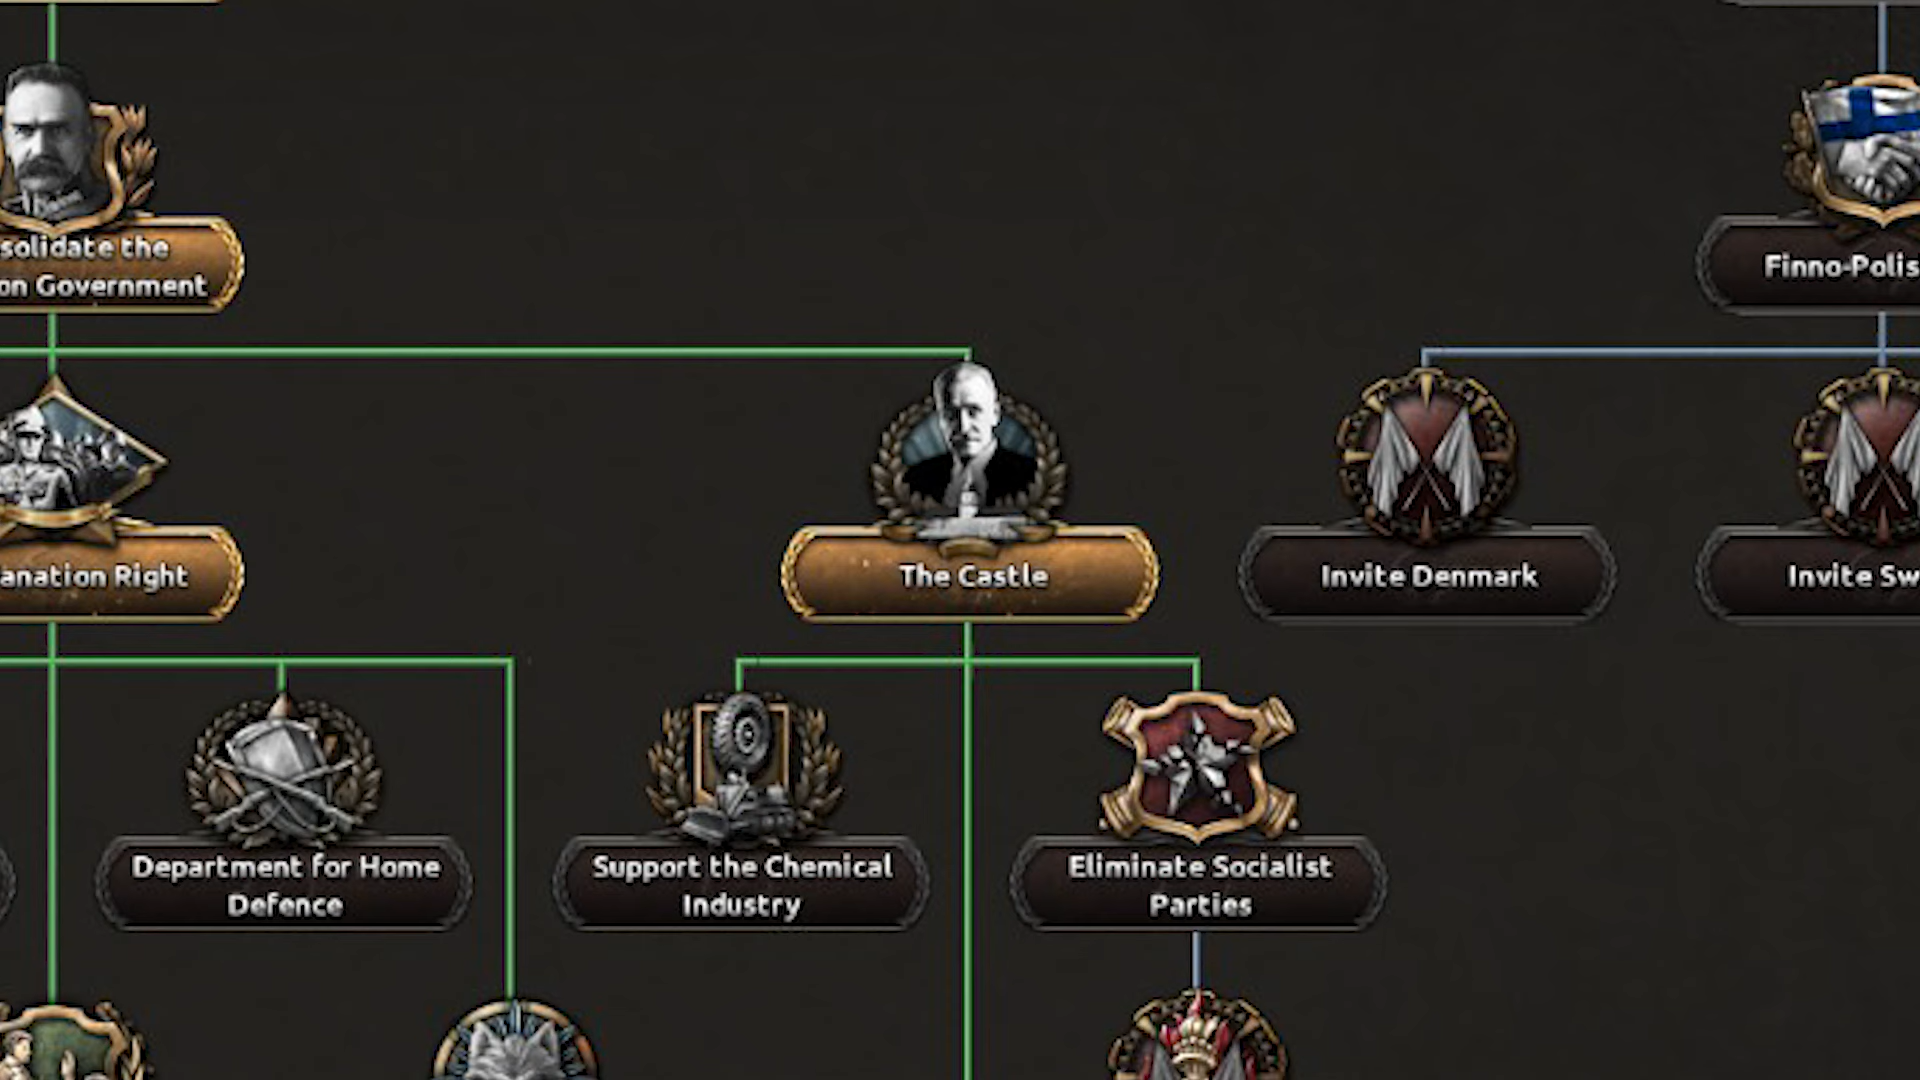 solidate the
on Government
Finno-Polis
anation Right
The Castle
Invite Denmark
Invite Sw
Department for Home
Defence
Support the Chemical
Industry
Eliminate Socialist
Parties